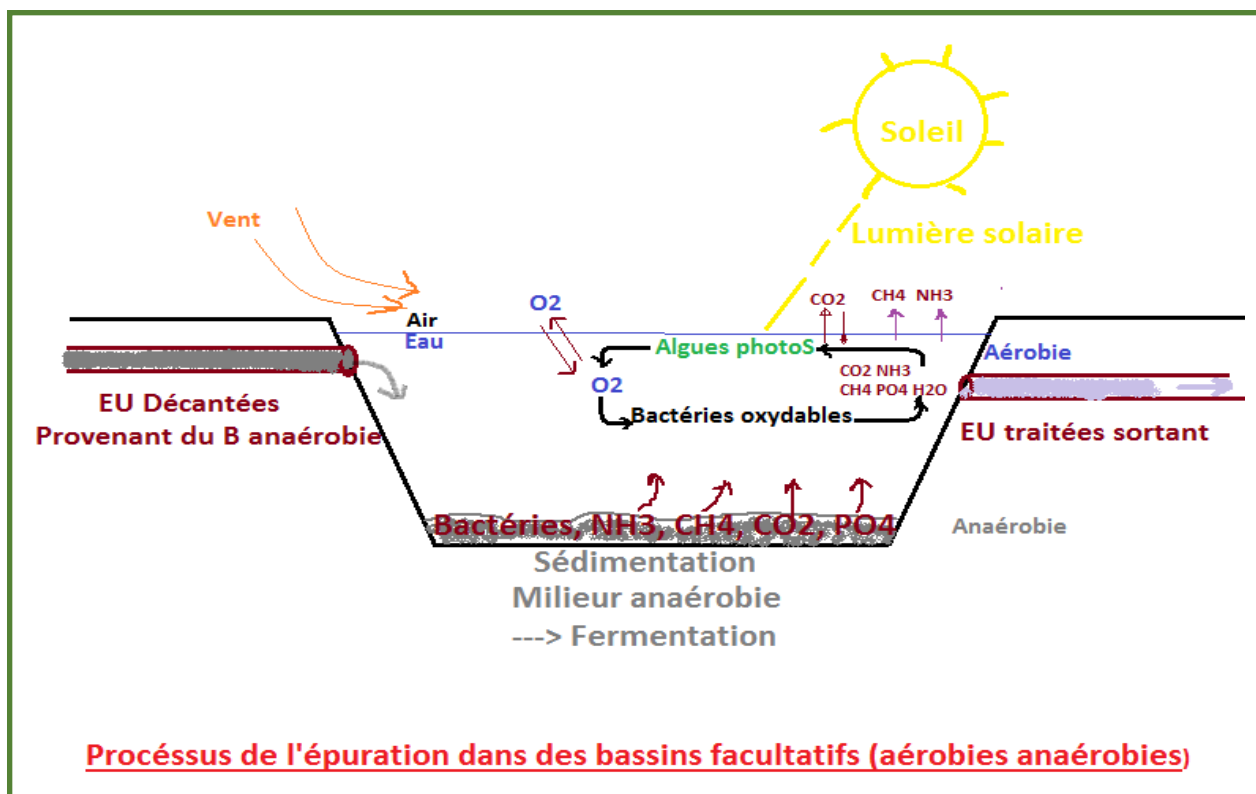 Soleil
Lumière solaire
Vent
O2
CO2
CH4 NH3
Air
Eau
Algues photoS
Aérobie
O2
CO2 NH3
CH4 PO4 H2O
Bactéries oxydables
EU Décantées
Provenant du B anaérobie
EU traitées sortant
Bactéries, NH3, CH4, CO2, PO4
Anaérobie
Sédimentation
Milieur anaérobie
---> Fermentation
Procéssus de l'épuration dans des bassins facultatifs (aérobies anaérobies)